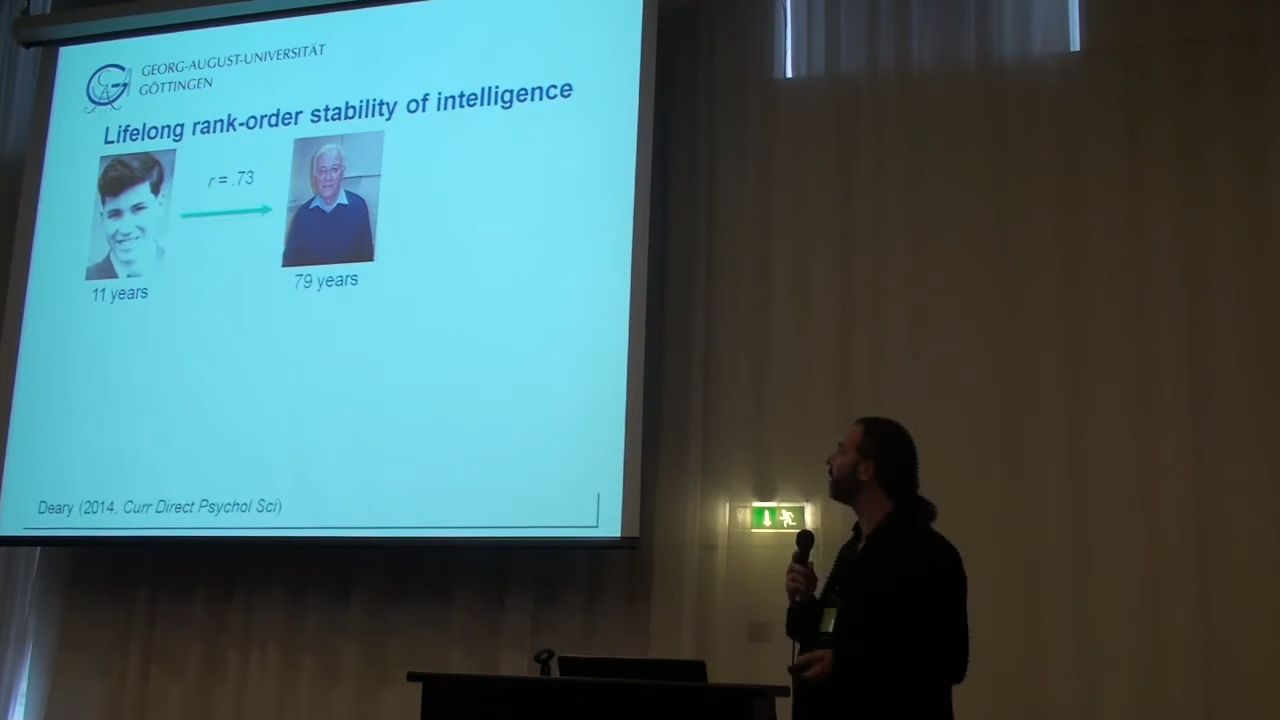 GEORG-AUGUST-UNIVERSITÄT
GÖTTINGEN
Lifelong rank-order stability of intelligence
r = .73
11 years
79 years
Deary (2014, Curr Direct Psychol Sci)